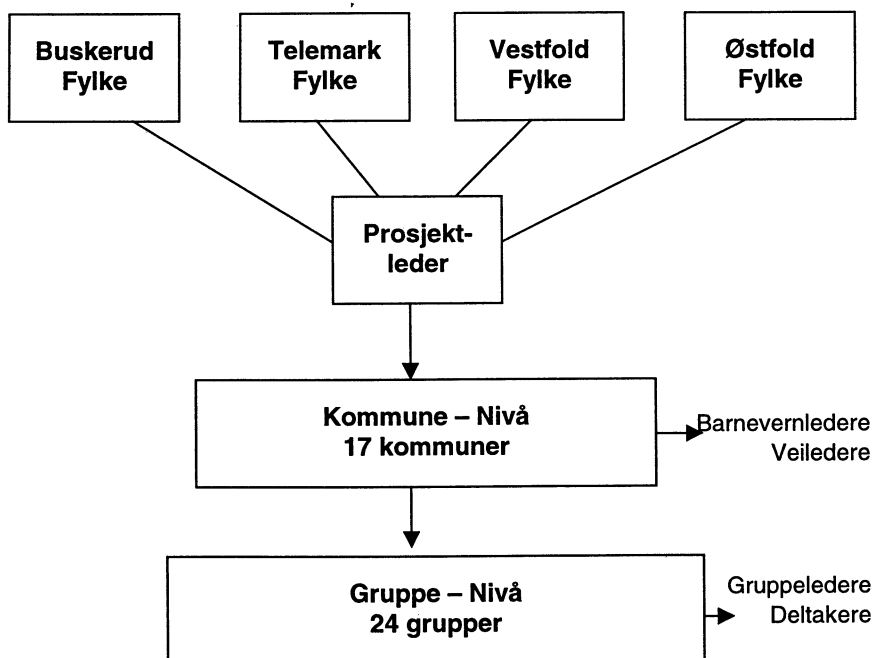 Buskerud
Fylke
Telemark
Fylke
Vestfold
Fylke
Østfold
Fylke
Prosjekt-
leder
Kommune – Nivå
17 kommuner
Barnevernledere
Veiledere
Gruppe – Nivå
24 grupper
Gruppeledere
Deltakere